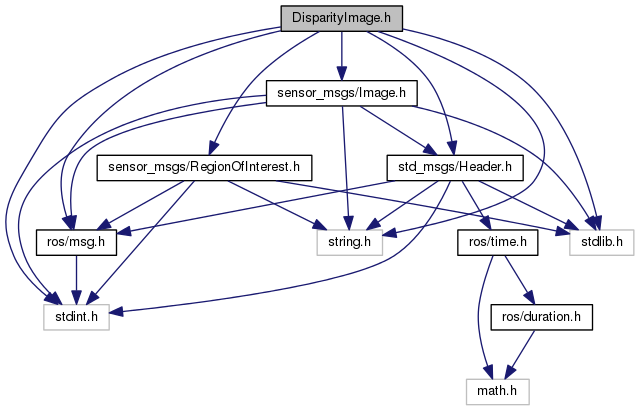 DisparityImage.h
sensor_msgs/Image.h
sensor_msgs/RegionOfInterest.h
std_msgs/Header.h
ros/msg.h
string.h
ros/time.h
stdlib.h
stdint.h
ros/duration.h
math.h